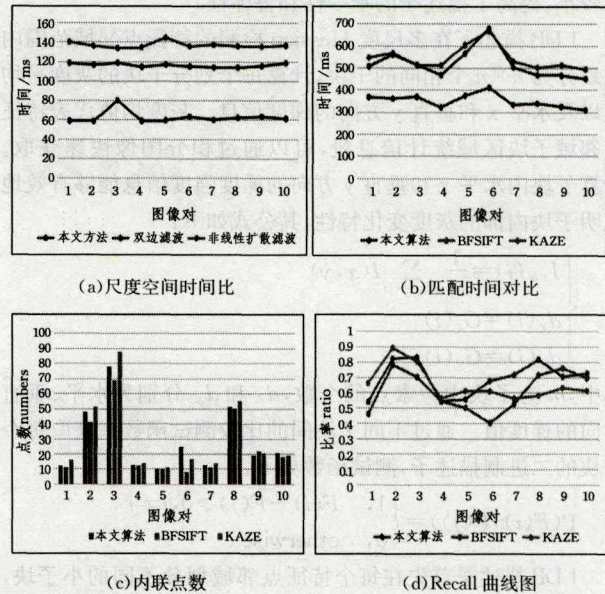 时间/ms
160
140
120
100
80
60
40
20
0
1 2 3 4 5 6 7 8 9 10
图像对
本文方法 双边滤波 非线性扩散滤波
(a)尺度空间时间比
时间/ms
700
600
500
400
300
200
100
0
1 2 3 4 5 6 7 8 9 10
图像对
本文算法 BFSIFT KAZE
(b)匹配时间对比
点数numbers
100
90
80
70
60
50
40
30
20
10
0
1 2 3 4 5 6 7 8 9 10
图像对
本文算法 BFSIFT KAZE
(c)内联点数
比率ratio
1
0.9
0.8
0.7
0.6
0.5
0.4
0.3
0.2
0.1
0
1 2 3 4 5 6 7 8 9 10
图像对
本文算法 BFSIFT KAZE
(d)Recall 曲线图